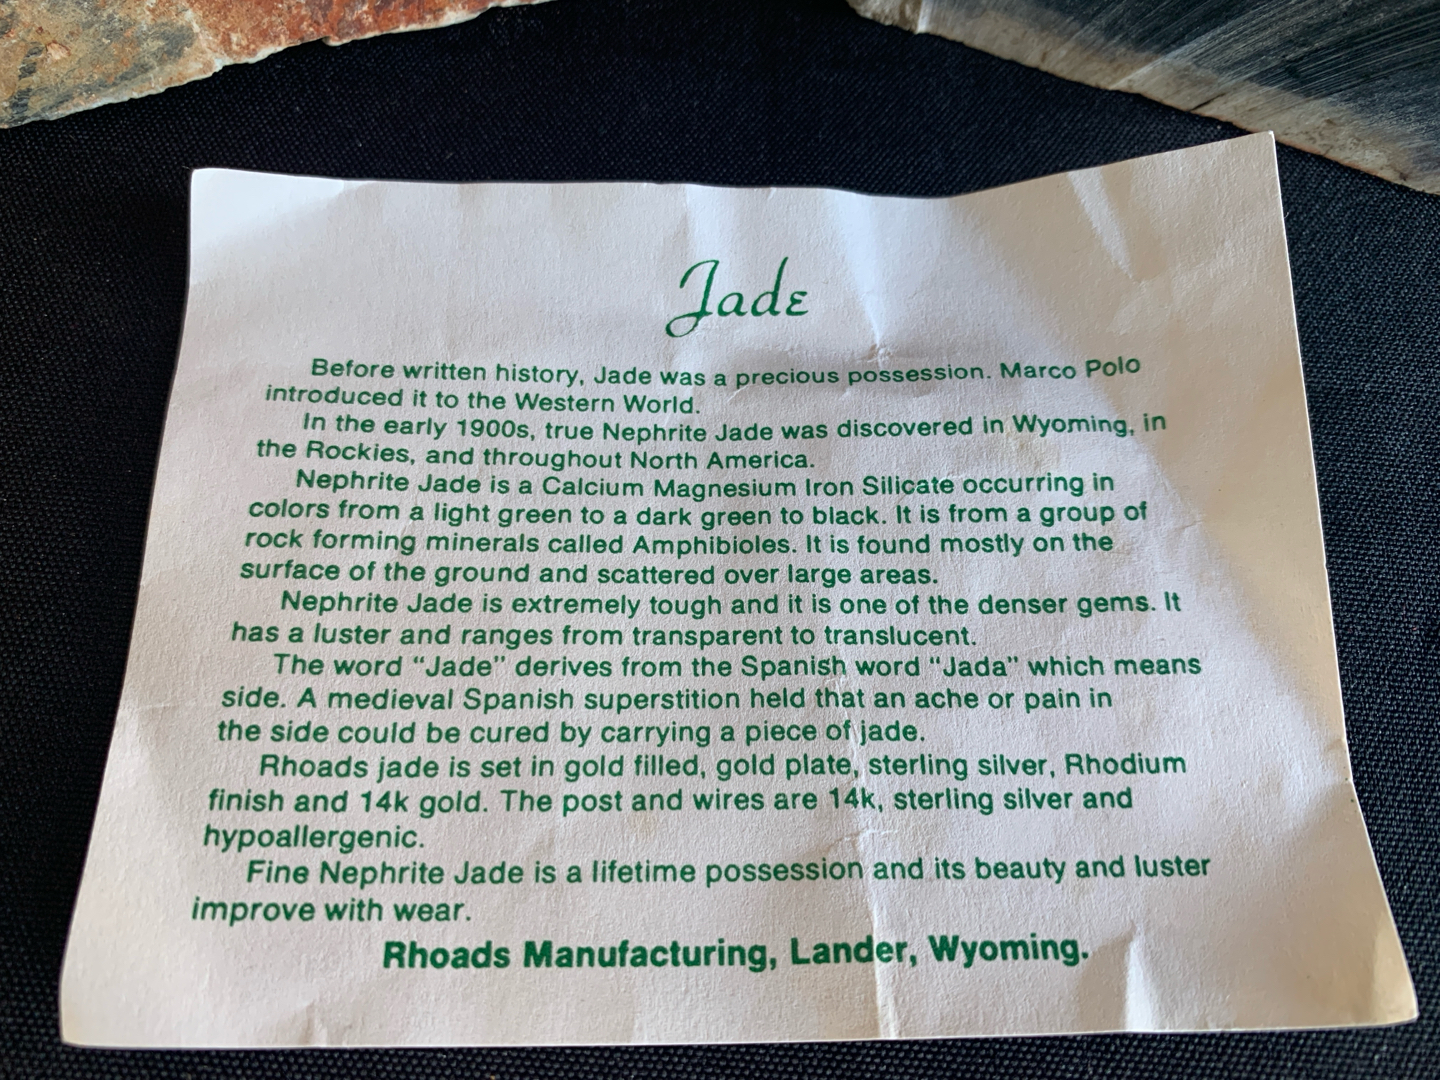 Jade
Before written history, Jade was a precious possession. Marco Polo
introduced it to the Western World.
In the early 1900s, true Nephrite Jade was discovered in Wyoming, in
the Rockies, and throughout North America.
Nephrite Jade is a Calcium Magnesium Iron Silicate occurring in
colors from a light green to a dark green to black. It is from a group of
rock forming minerals called Amphibioles. It is found mostly on the
surface of the ground and scattered over large areas.
Nephrite Jade is extremely tough and it is one of the denser gems. It
has a luster and ranges from transparent to translucent.
The word “Jade” derives from the Spanish word “Jada” which means
side. A medieval Spanish superstition held that an ache or pain in
the side could be cured by carrying a piece of jade.
Rhoads jade is set in gold filled, gold plate, sterling silver, Rhodium
finish and 14k gold. The post and wires are 14k, sterling silver and
hypoallergenic.
Fine Nephrite Jade is a lifetime possession and its beauty and luster
improve with wear.
Rhoads Manufacturing, Lander, Wyoming.